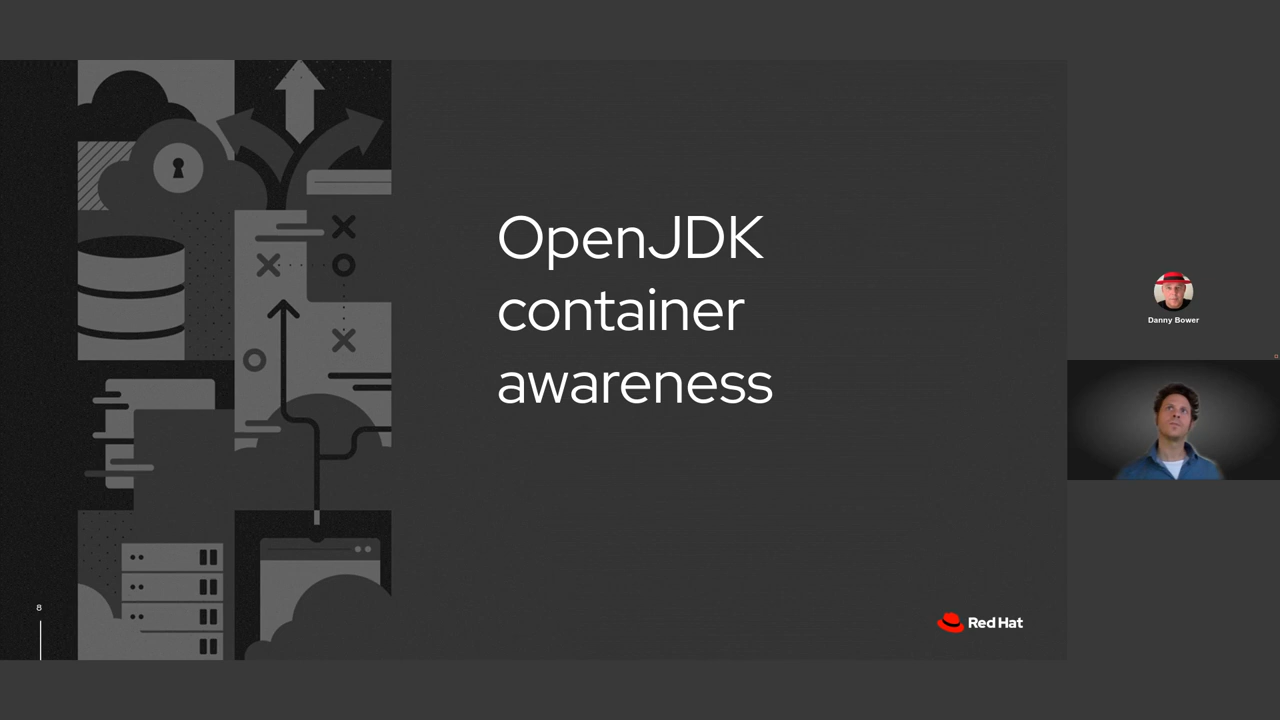 OpenJDK
container
awareness
Danny Bower
8
Red Hat